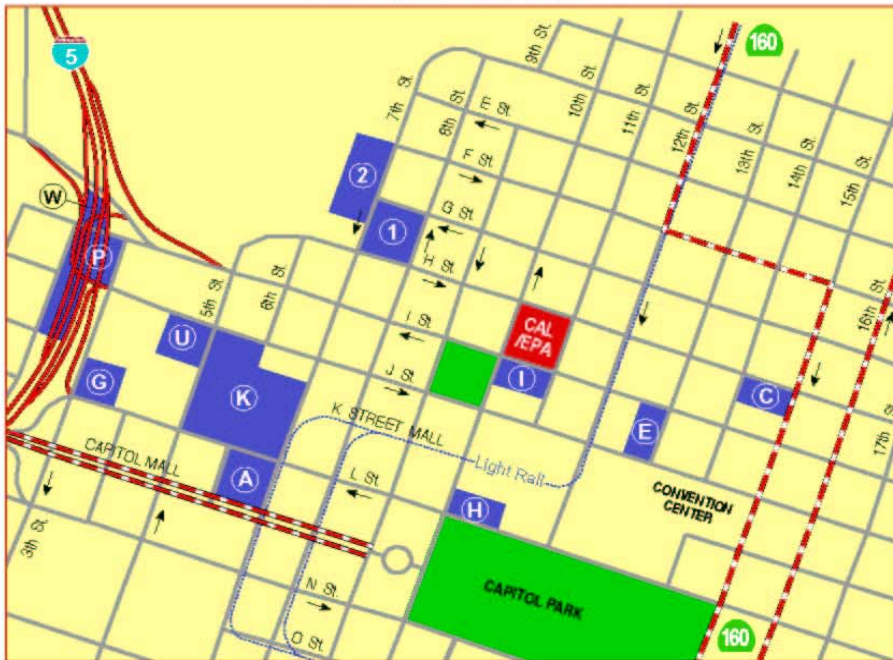 160
5
9th St.
7th St.
8th St.
E St.
10th St.
11th St.
12th St.
13th St.
14th St.
15th St.
F St.
2
W
1
G St.
P
H St.
5th St.
6th St.
I St.
CAL
/EPA
16th St.
U
J St.
I
G
K
C
K STREET MALL
E
CAPITOL MALL
Light Rail
17th St.
A
L St.
CONVENTION
CENTER
H
3th St.
N St.
CAPITOL PARK
O St.
160